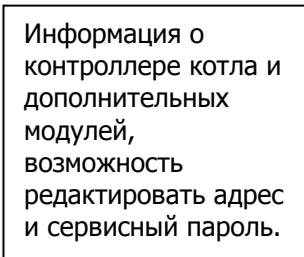 Информация о
контроллере котла и
дополнительных
модулей,
возможность
редактировать адрес
и сервисный пароль.